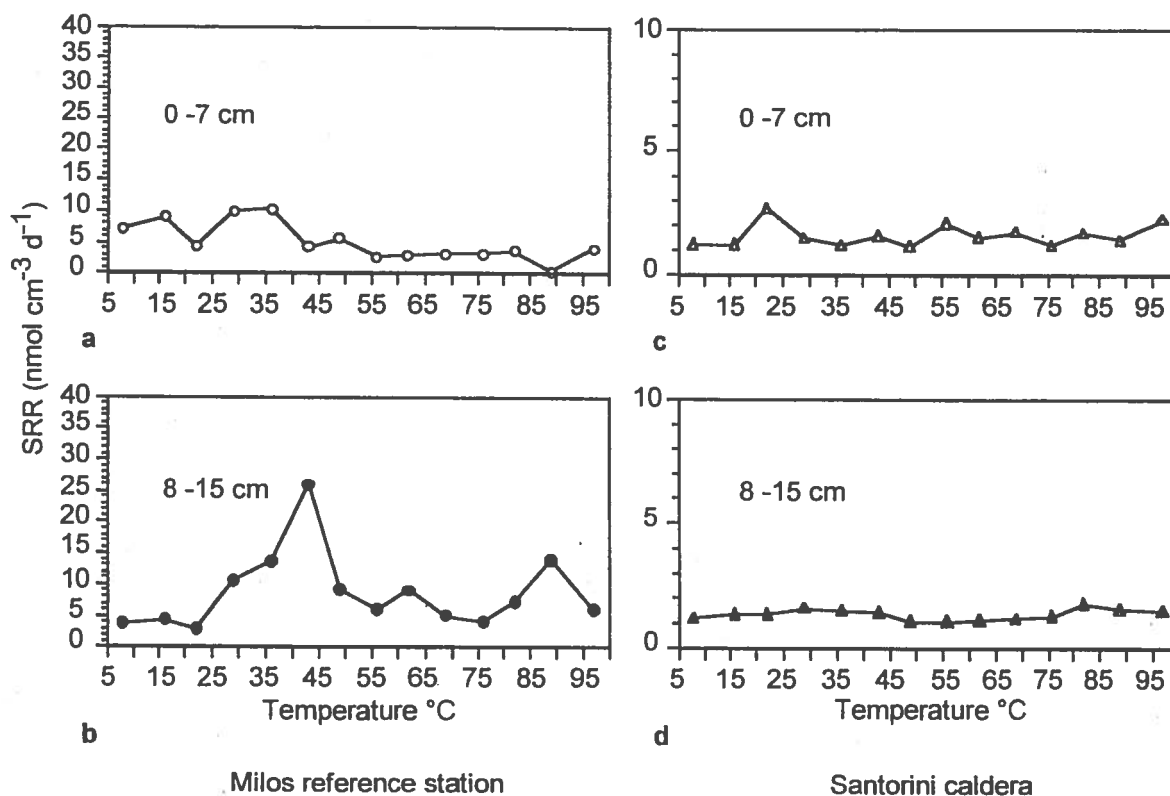 SRR (nmol cm⁻³ d⁻¹)
40
35
30
25
20
15
10
5
0
0 -7 cm
5 15 25 35 45 55 65 75 85 95
a
10
5
0
0 -7 cm
5 15 25 35 45 55 65 75 85 95
c
40
35
30
25
20
15
10
5
0
8 -15 cm
5 15 25 35 45 55 65 75 85 95
Temperature °C
b
10
5
0
8 -15 cm
5 15 25 35 45 55 65 75 85 95
Temperature °C
d
Milos reference station
Santorini caldera